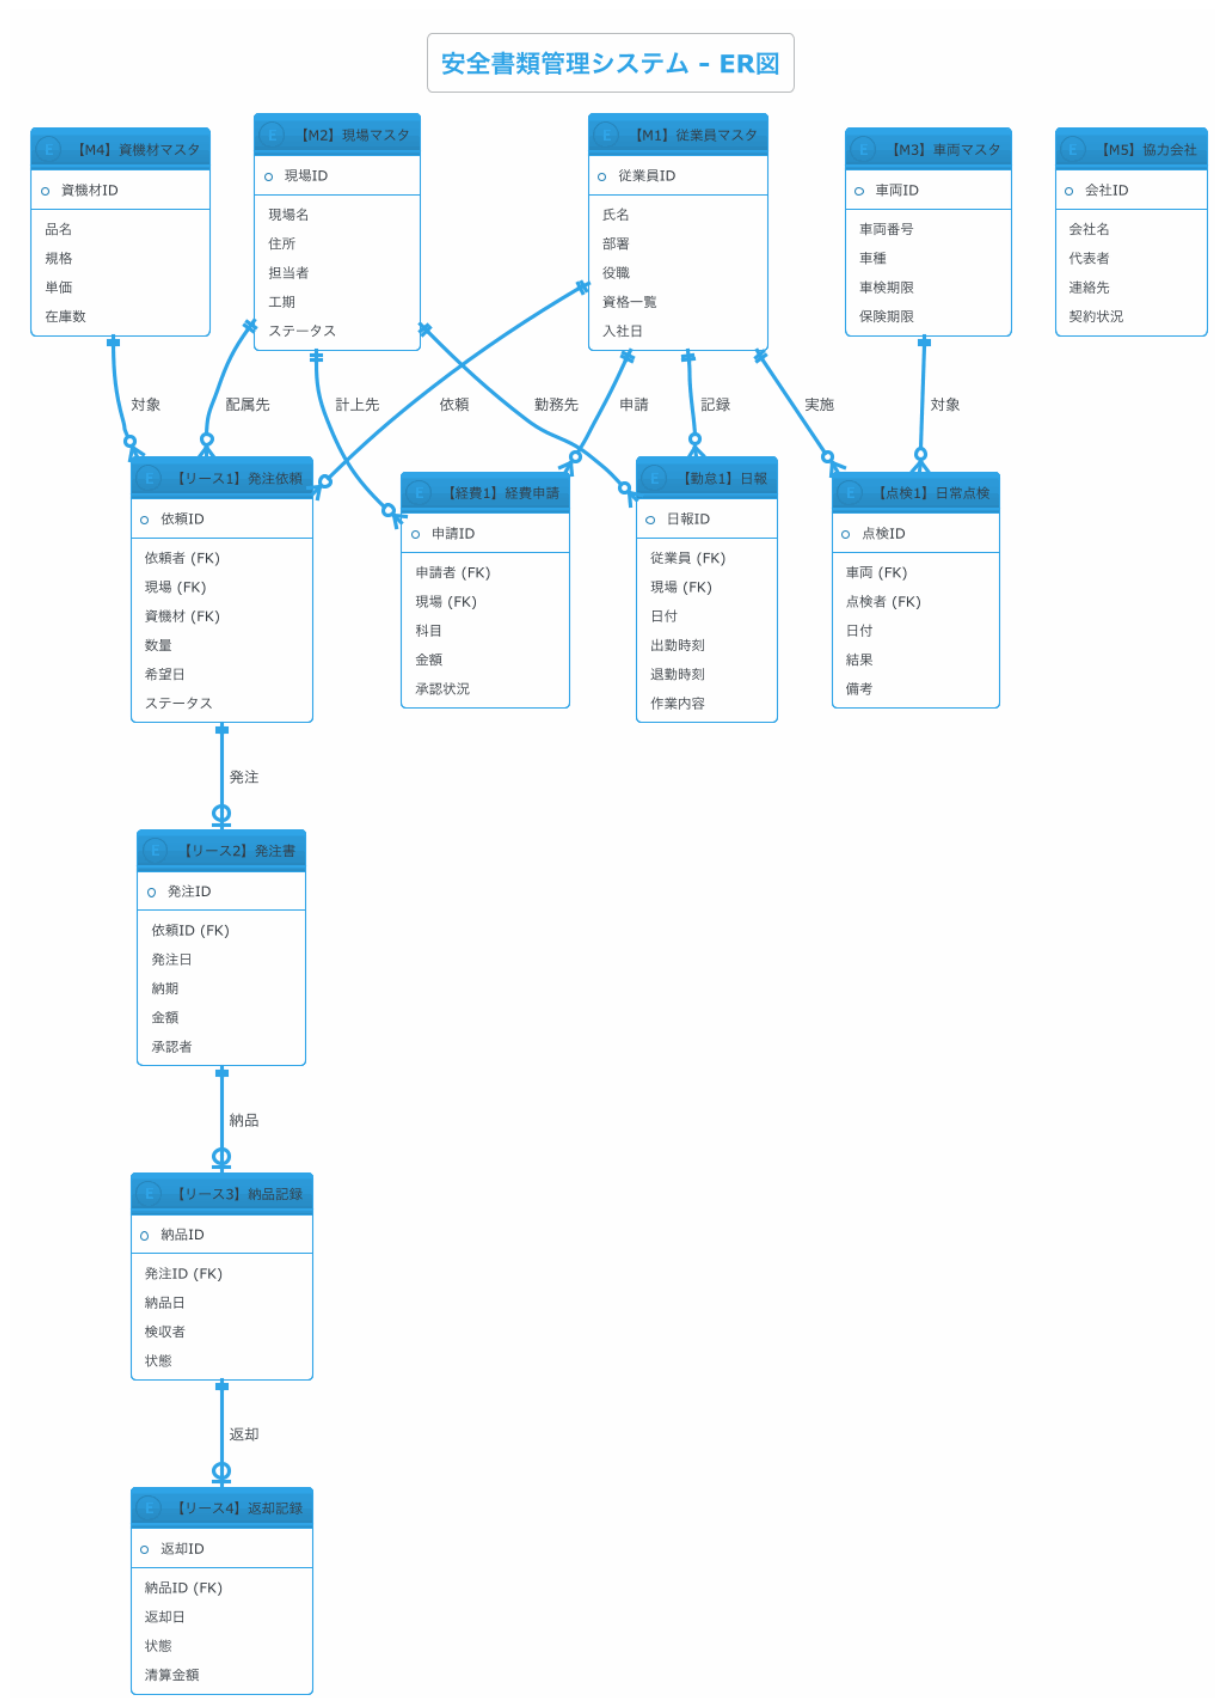 安全書類管理システム - ER図
E 【M4】資機材マスタ
資機材ID
品名
規格
単価
在庫数
E 【M2】現場マスタ
現場ID
現場名
住所
担当者
工期
ステータス
E 【M1】従業員マスタ
従業員ID
氏名
部署
役職
資格一覧
入社日
E 【M3】車両マスタ
車両ID
車両番号
車種
車検期限
保険期限
E 【M5】協力会社
会社ID
会社名
代表者
連絡先
契約状況
対象
配属先
計上先
依頼
勤務先
申請
記録
実施
対象
E 【リース1】発注依頼
依頼ID
依頼者 (FK)
現場 (FK)
資機材 (FK)
数量
希望日
ステータス
E 【経費1】経費申請
申請ID
申請者 (FK)
現場 (FK)
科目
金額
承認状況
E 【勤怠1】日報
日報ID
従業員 (FK)
現場 (FK)
日付
出勤時刻
退勤時刻
作業内容
E 【点検1】日常点検
点検ID
車両 (FK)
点検者 (FK)
日付
結果
備考
発注
E 【リース2】発注書
発注ID
依頼ID (FK)
発注日
納期
金額
承認者
納品
E 【リース3】納品記録
納品ID
発注ID (FK)
納品日
検収者
状態
返却
E 【リース4】返却記録
返却ID
納品ID (FK)
返却日
状態
清算金額